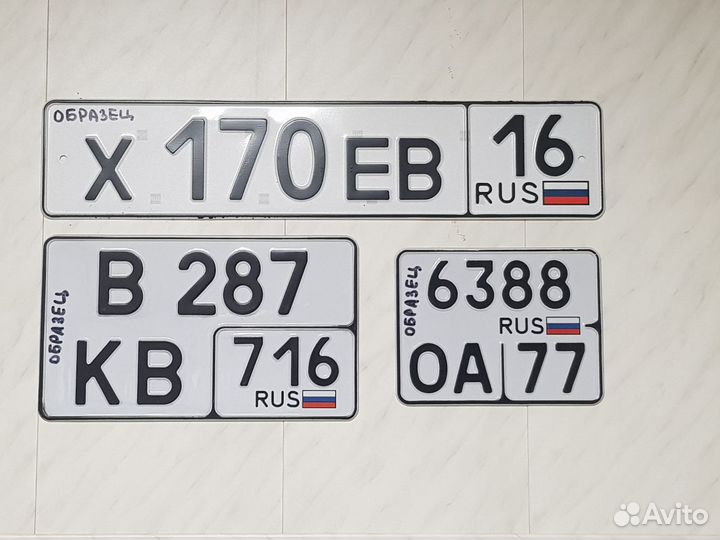 ОБРАЗЕЦ
Х 170 ЕВ 16
RUS
ОБРАЗЕЦ
В 287
КВ 716
RUS
ОБРАЗЕЦ
6388
RUS
ОА 77
Avito